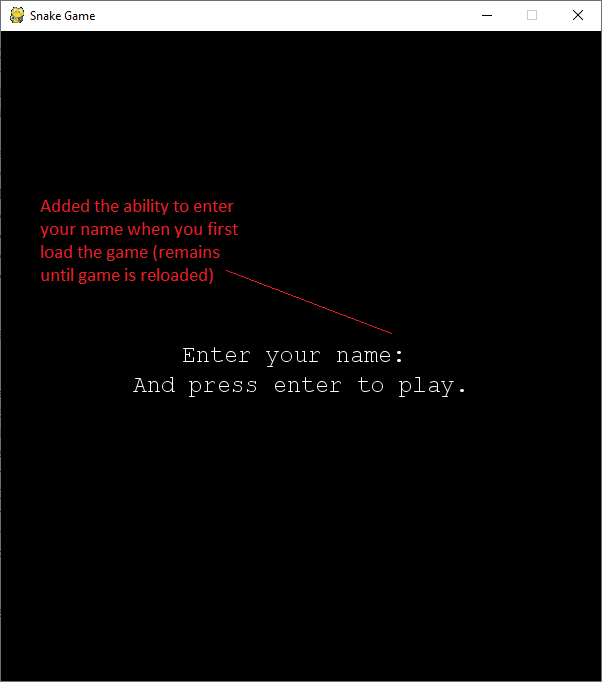 Snake Game
Added the ability to enter
your name when you first
load the game (remains
until game is reloaded)
Enter your name:
And press enter to play.